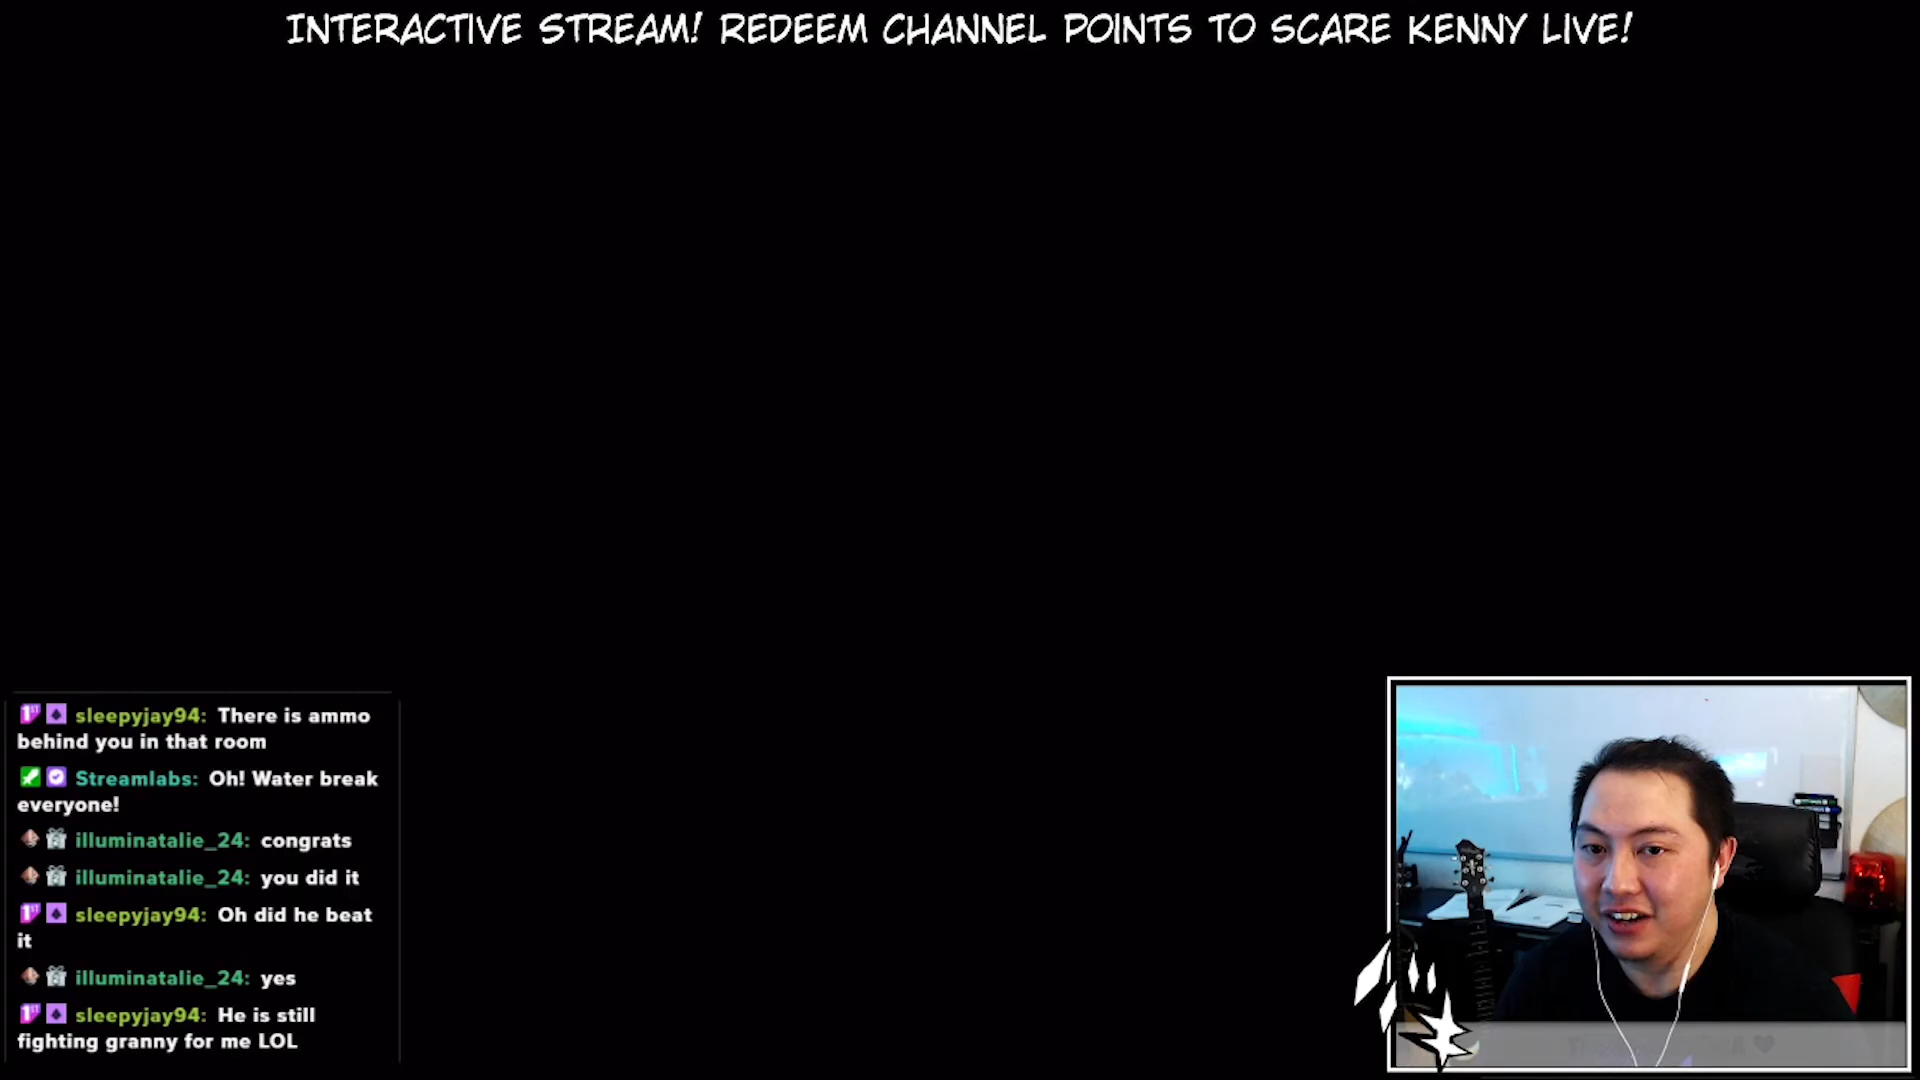 INTERACTIVE STREAM! REDEEM CHANNEL POINTS TO SCARE KENNY LIVE!
sleepyjay94: There is ammo
behind you in that room
Streamlabs: Oh! Water break
everyone!
illuminatalie_24: congrats
illuminatalie_24: you did it
sleepyjay94: Oh did he beat
it
illuminatalie_24: yes
sleepyjay94: He is still
fighting granny for me LOL